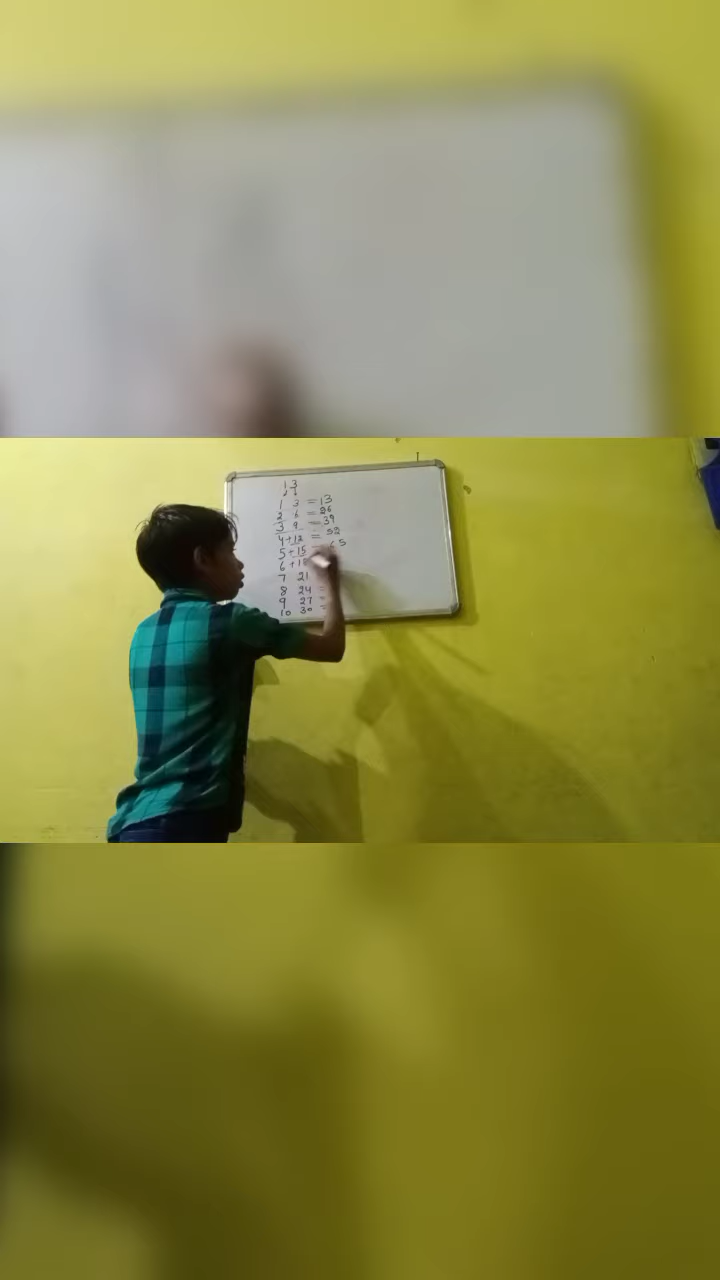 13
1 3 = 13
2 6 = 26
3 9 = 39
4 + 12 = 52
5 + 15 = 65
6 +
7 21
8 24 =
9 27 =
10 30 =